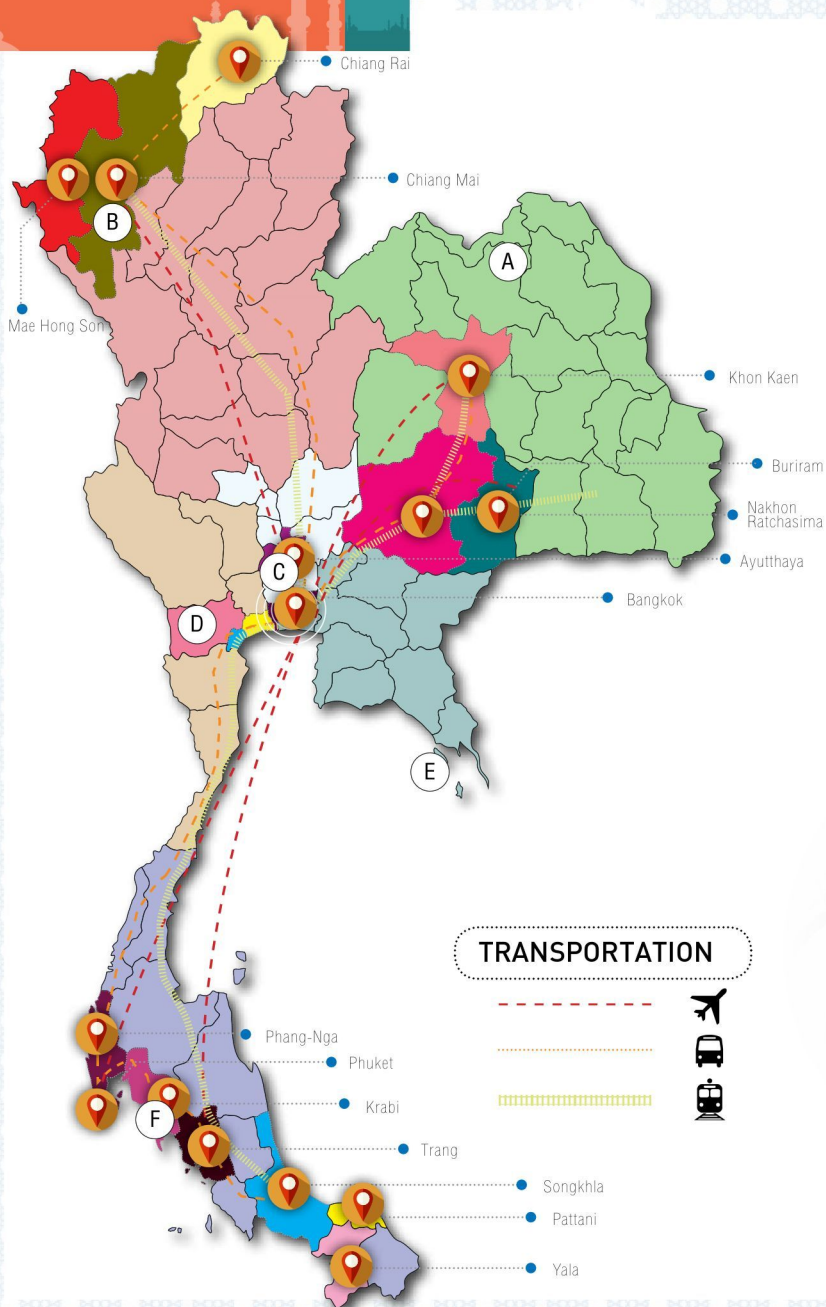 Chiang Rai
Chiang Mai
B
A
Mae Hong Son
Khon Kaen
Buriram
Nakhon
Ratchasima
Ayutthaya
C
Bangkok
D
E
TRANSPORTATION
Phang-Nga
Phuket
Krabi
F
Trang
Songkhla
Pattani
Yala